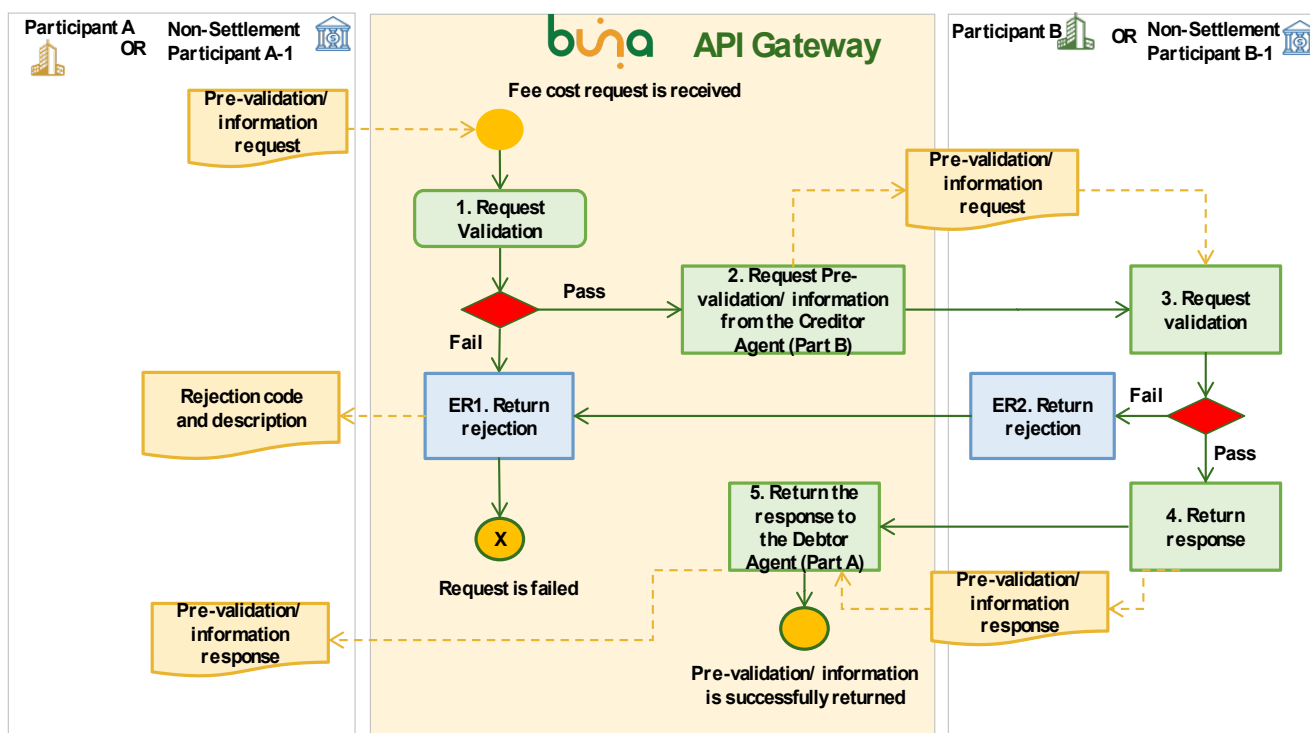 Participant A
OR
Non-Settlement
Participant A-1
buna
API Gateway
Participant B
OR
Non-Settlement
Participant B-1
Fee cost request is received
Pre-validation/
information
request
Pre-validation/
information
request
1. Request
Validation
Pass
2. Request Pre-
validation/ information
from the Creditor
Agent (Part B)
3. Request
validation
Fail
Rejection code
and description
ER1. Return
rejection
ER2. Return
rejection
Fail
Pass
5. Return the
response to
the Debtor
Agent (Part A)
4. Return
response
X
Request is failed
Pre-validation/
information
response
Pre-validation/
information
response
Pre-validation/ information
is successfully returned